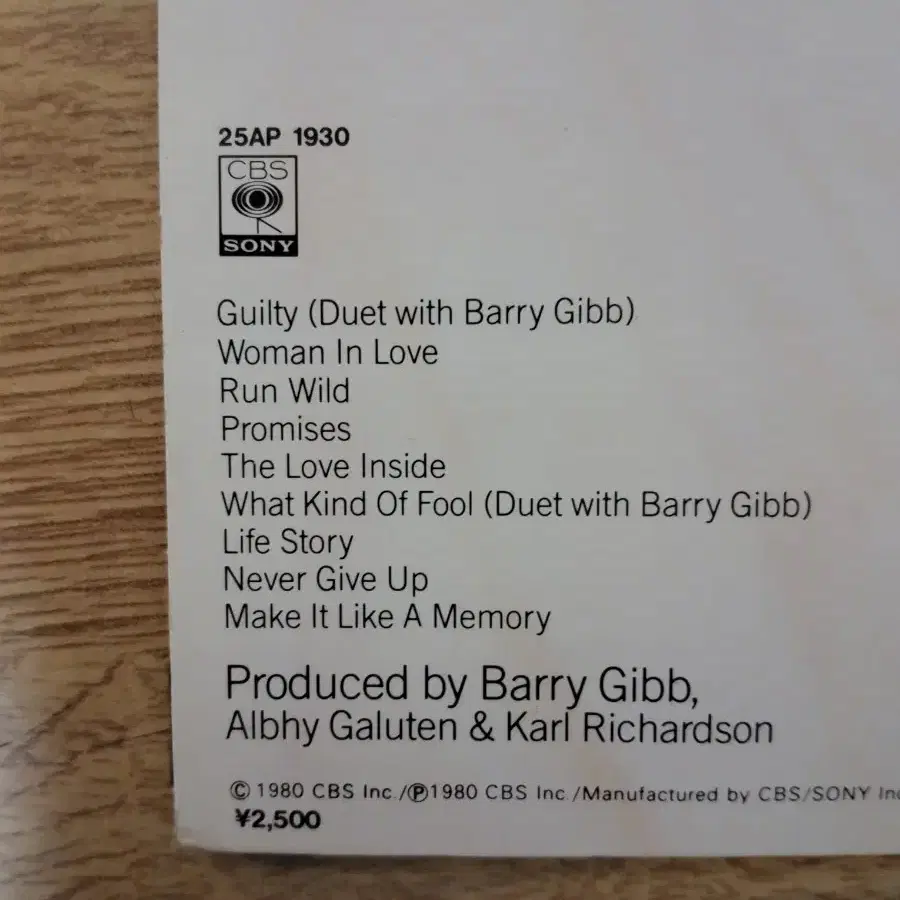 25AP 1930
CBS
SONY
Guilty (Duet with Barry Gibb)
Woman In Love
Run Wild
Promises
The Love Inside
What Kind Of Fool (Duet with Barry Gibb)
Life Story
Never Give Up
Make It Like A Memory
Produced by Barry Gibb,
Albhy Galuten & Karl Richardson
© 1980 CBS Inc./℗1980 CBS Inc./Manufactured by CBS/SONY Inc
¥2,500